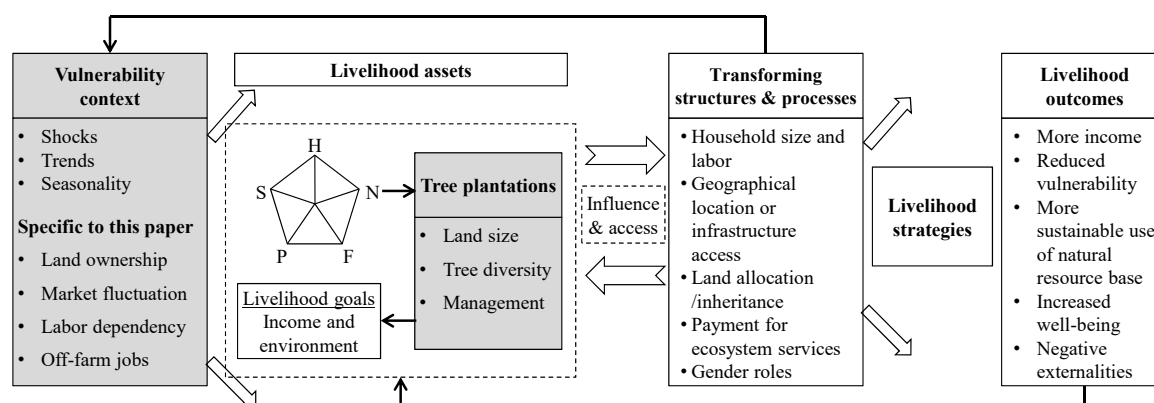 Vulnerability
context
• Shocks
• Trends
• Seasonality
Specific to this paper
• Land ownership
• Market fluctuation
• Labor dependency
• Off-farm jobs
Livelihood assets
H
S
N
P
F
Tree plantations
• Land size
• Tree diversity
• Management
Livelihood goals
Income and
environment
Influence
& access
Transforming
structures & processes
• Household size and
labor
• Geographical
location or
infrastructure
access
• Land allocation
/inheritance
• Payment for
ecosystem services
• Gender roles
Livelihood
strategies
Livelihood
outcomes
• More income
• Reduced
vulnerability
• More
sustainable use
of natural
resource base
• Increased
well-being
• Negative
externalities